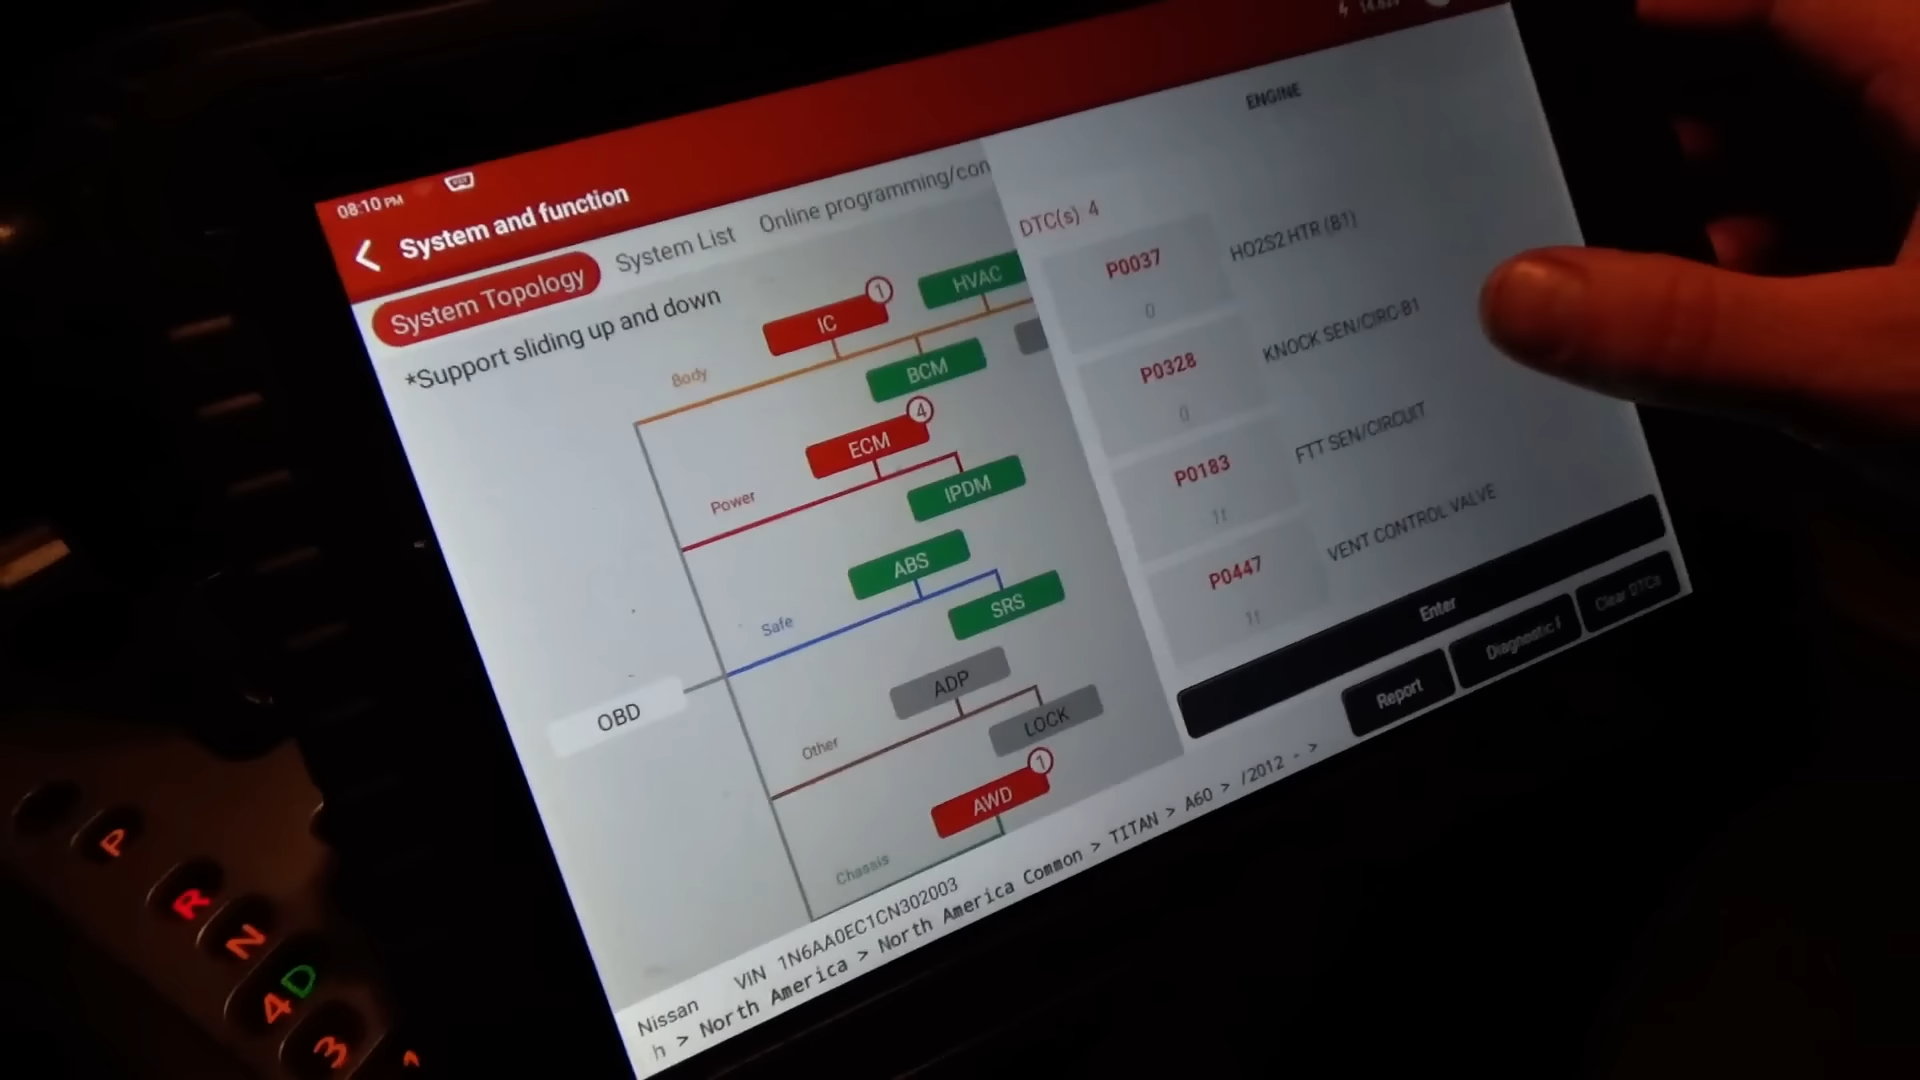 08:10 PM
System and function
System Topology
System List
Online programming/con
*Support sliding up and down
OBD
Body
IC
1
HVAC
BCM
Power
ECM
4
IPDM
Safe
ABS
SRS
Other
ADP
LOCK
Chassis
AWD
1
ENGINE
DTC(s) 4
P0037
0
HO2S2 HTR (B1)
P0328
0
KNOCK SEN/CIRC-B1
P0183
1t
FTT SEN/CIRCUIT
P0447
1t
VENT CONTROL VALVE
Enter
Report
Diagnostic
Clear DTCs
Nissan VIN 1N6AA0EC1CN302003
h > North America > North America Common > TITAN > A60 > /2012 - >
P
R
N
4D
3